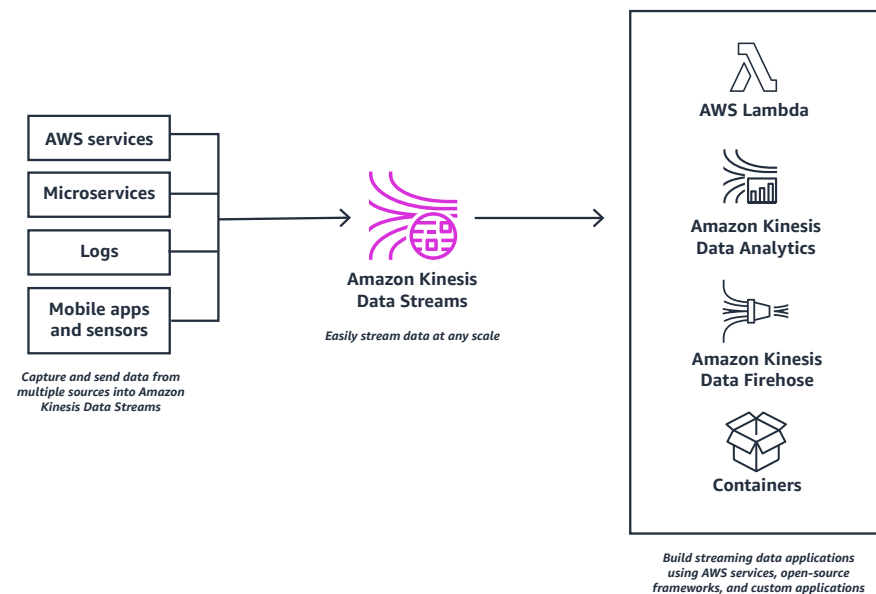 AWS services
Microservices
Logs
Mobile apps
and sensors
Capture and send data from
multiple sources into Amazon
Kinesis Data Streams
Amazon Kinesis
Data Streams
Easily stream data at any scale
AWS Lambda
Amazon Kinesis
Data Analytics
Amazon Kinesis
Data Firehose
Containers
Build streaming data applications
using AWS services, open-source
frameworks, and custom applications